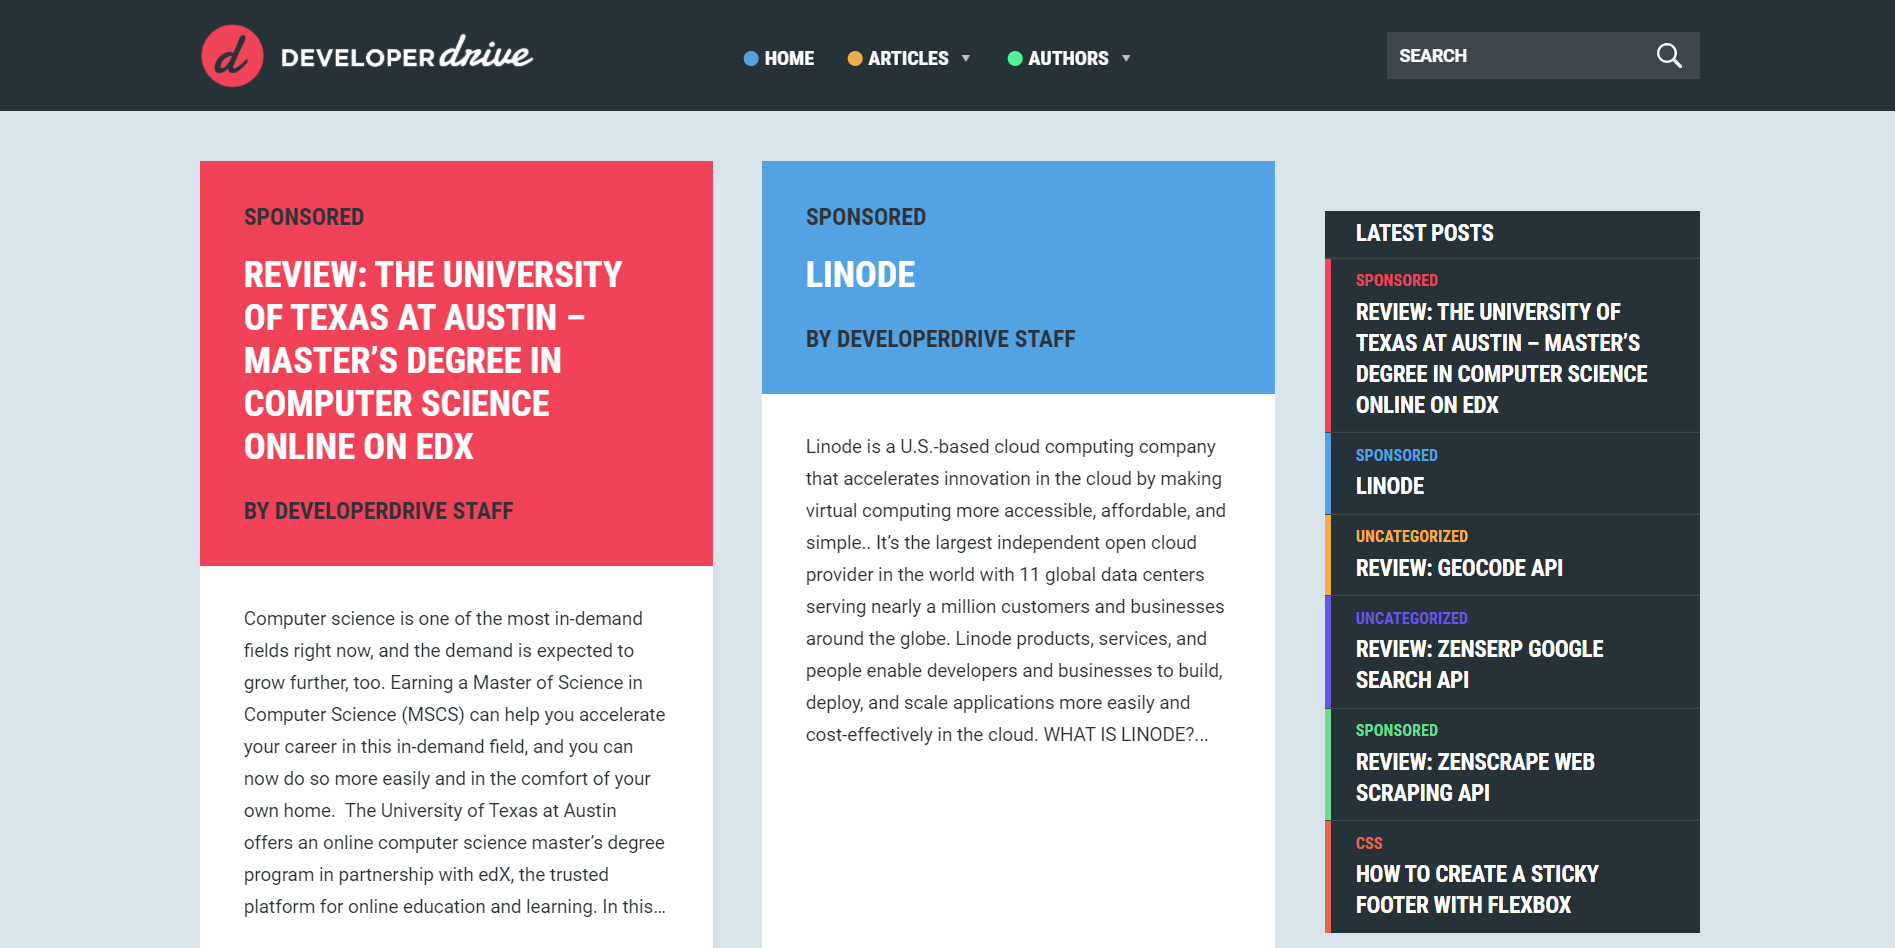 d DEVELOPER drive
HOME
ARTICLES
AUTHORS
SEARCH
SPONSORED
REVIEW: THE UNIVERSITY
OF TEXAS AT AUSTIN –
MASTER’S DEGREE IN
COMPUTER SCIENCE
ONLINE ON EDX
BY DEVELOPERDRIVE STAFF
Computer science is one of the most in-demand
fields right now, and the demand is expected to
grow further, too. Earning a Master of Science in
Computer Science (MSCS) can help you accelerate
your career in this in-demand field, and you can
now do so more easily and in the comfort of your
own home.  The University of Texas at Austin
offers an online computer science master’s degree
program in partnership with edX, the trusted
platform for online education and learning. In this...
SPONSORED
LINODE
BY DEVELOPERDRIVE STAFF
Linode is a U.S.-based cloud computing company
that accelerates innovation in the cloud by making
virtual computing more accessible, affordable, and
simple.. It’s the largest independent open cloud
provider in the world with 11 global data centers
serving nearly a million customers and businesses
around the globe. Linode products, services, and
people enable developers and businesses to build,
deploy, and scale applications more easily and
cost-effectively in the cloud. WHAT IS LINODE?...
LATEST POSTS
SPONSORED
REVIEW: THE UNIVERSITY OF
TEXAS AT AUSTIN – MASTER’S
DEGREE IN COMPUTER SCIENCE
ONLINE ON EDX
SPONSORED
LINODE
UNCATEGORIZED
REVIEW: GEOCODE API
UNCATEGORIZED
REVIEW: ZENSERP GOOGLE
SEARCH API
SPONSORED
REVIEW: ZENSCRAPE WEB
SCRAPING API
CSS
HOW TO CREATE A STICKY
FOOTER WITH FLEXBOX